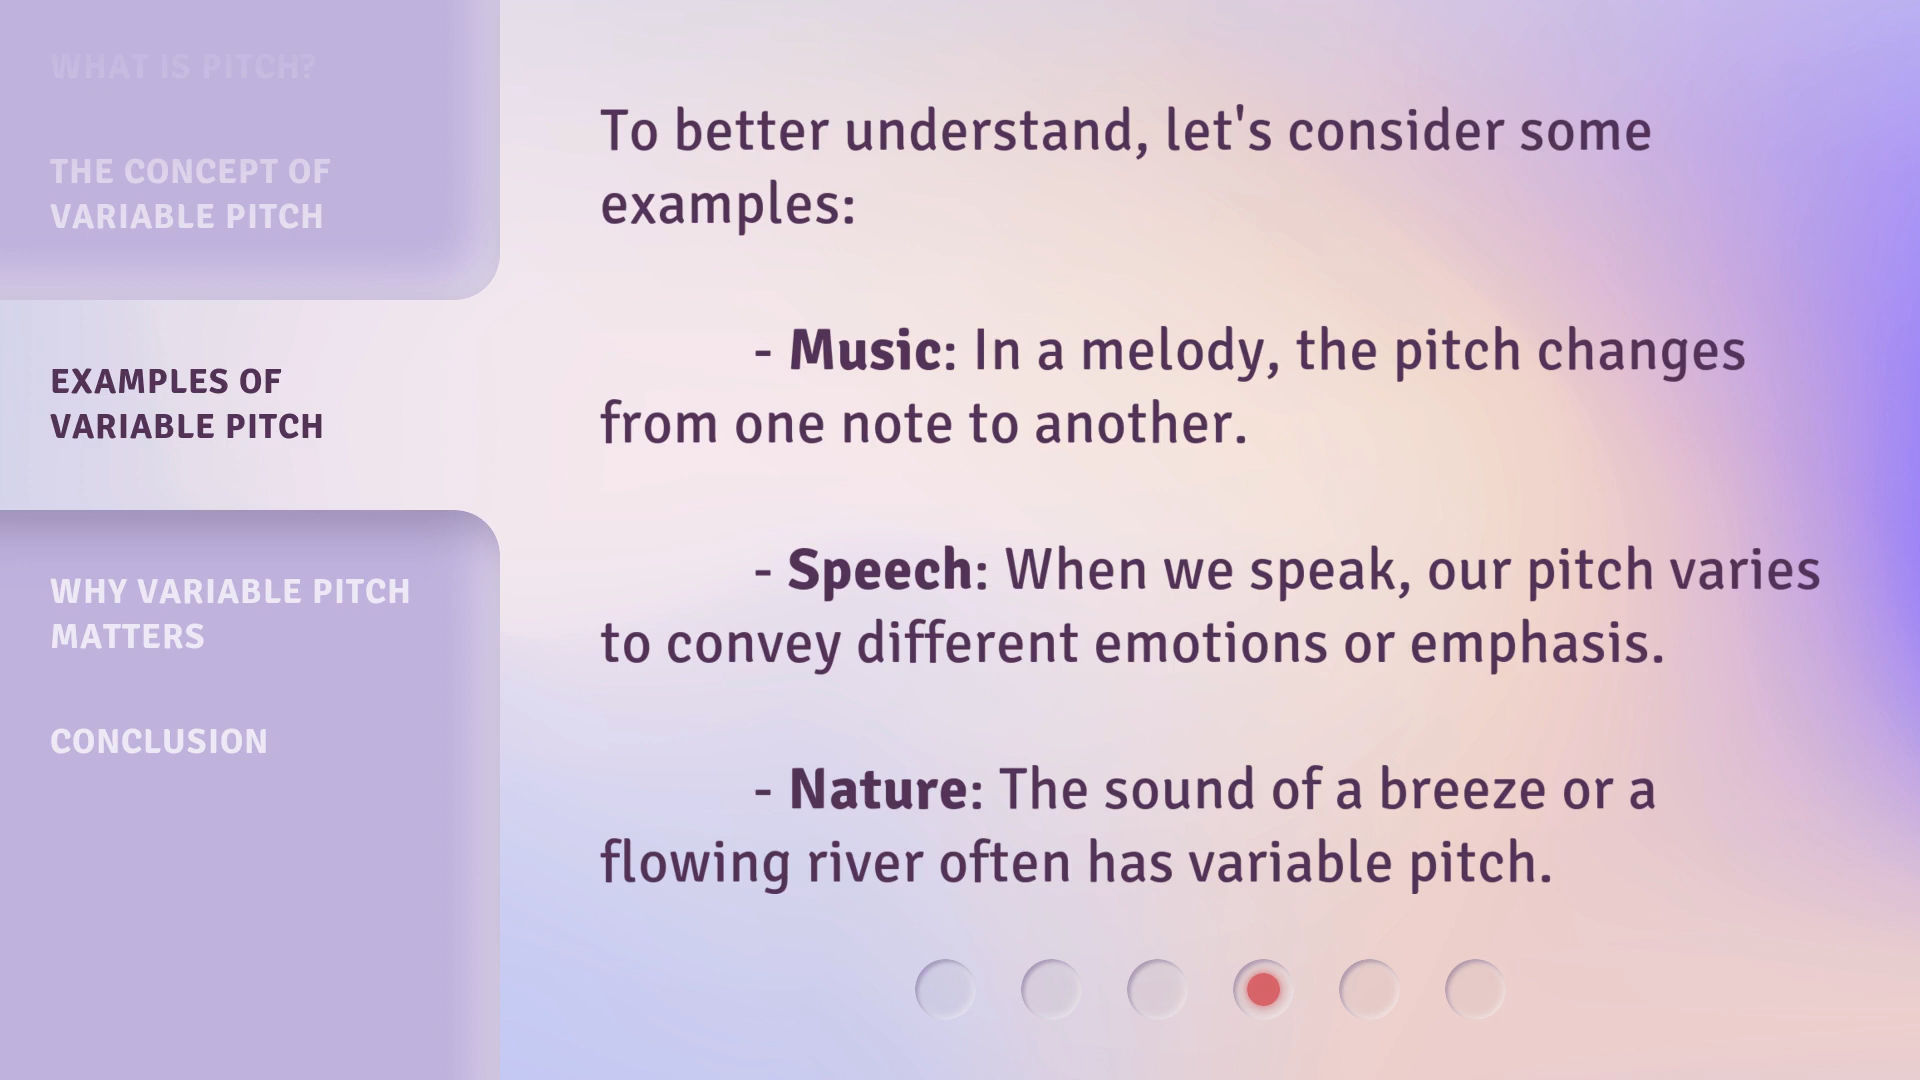 WHAT IS PITCH?
THE CONCEPT OF
VARIABLE PITCH
EXAMPLES OF
VARIABLE PITCH
WHY VARIABLE PITCH
MATTERS
CONCLUSION
To better understand, let's consider some
examples:
- Music: In a melody, the pitch changes
from one note to another.
- Speech: When we speak, our pitch varies
to convey different emotions or emphasis.
- Nature: The sound of a breeze or a
flowing river often has variable pitch.